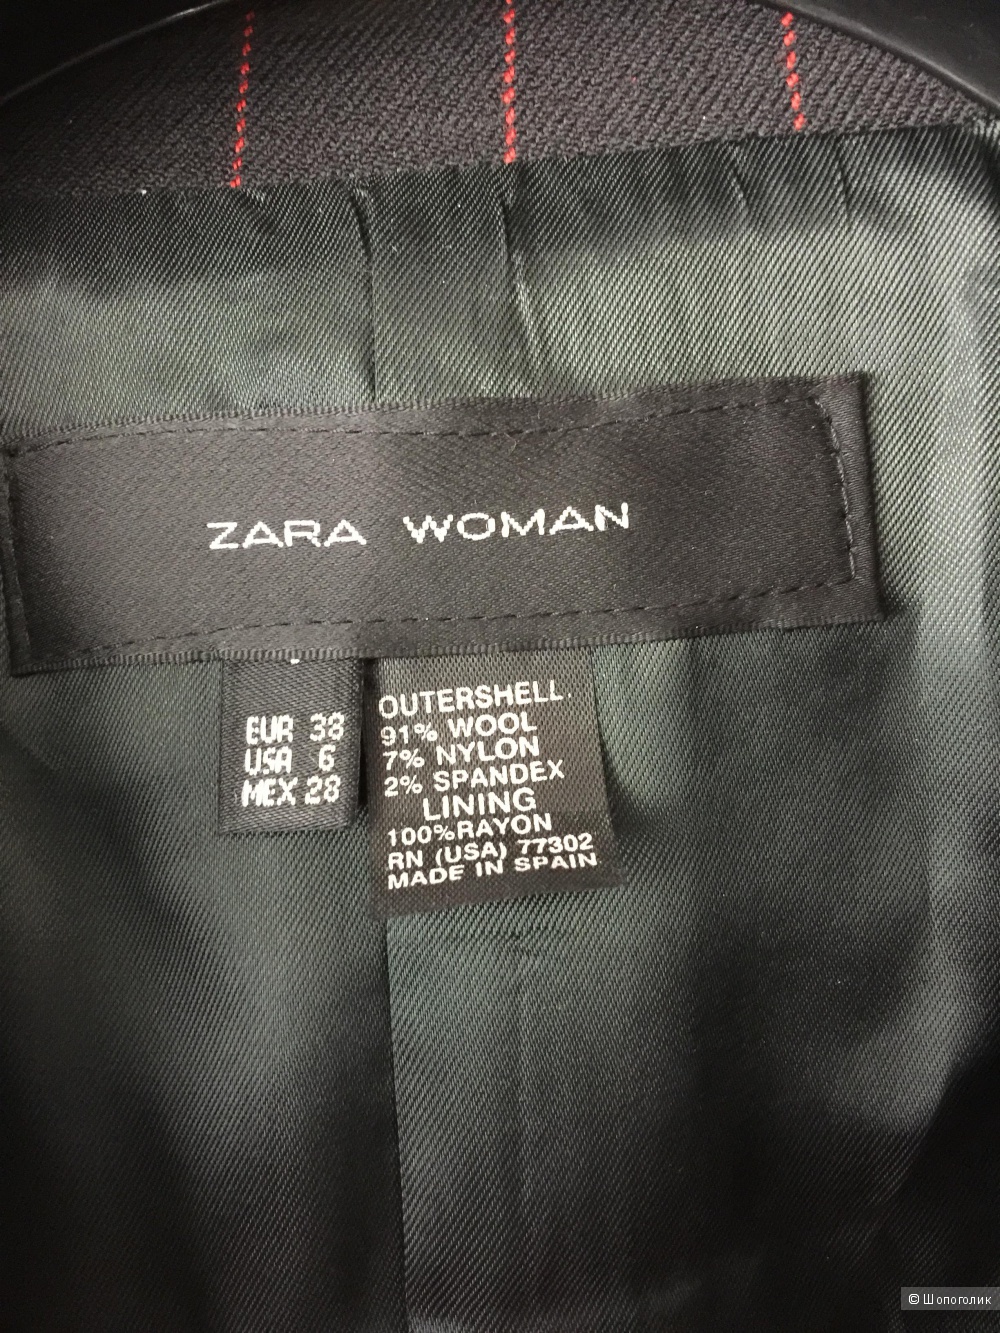 ZARA WOMAN
EUR 38
USA 6
MEX 28
OUTERSHELL
91% WOOL
7% NYLON
2% SPANDEX
LINING
100%RAYON
RN (USA) 77302
MADE IN SPAIN
© Шопоголик